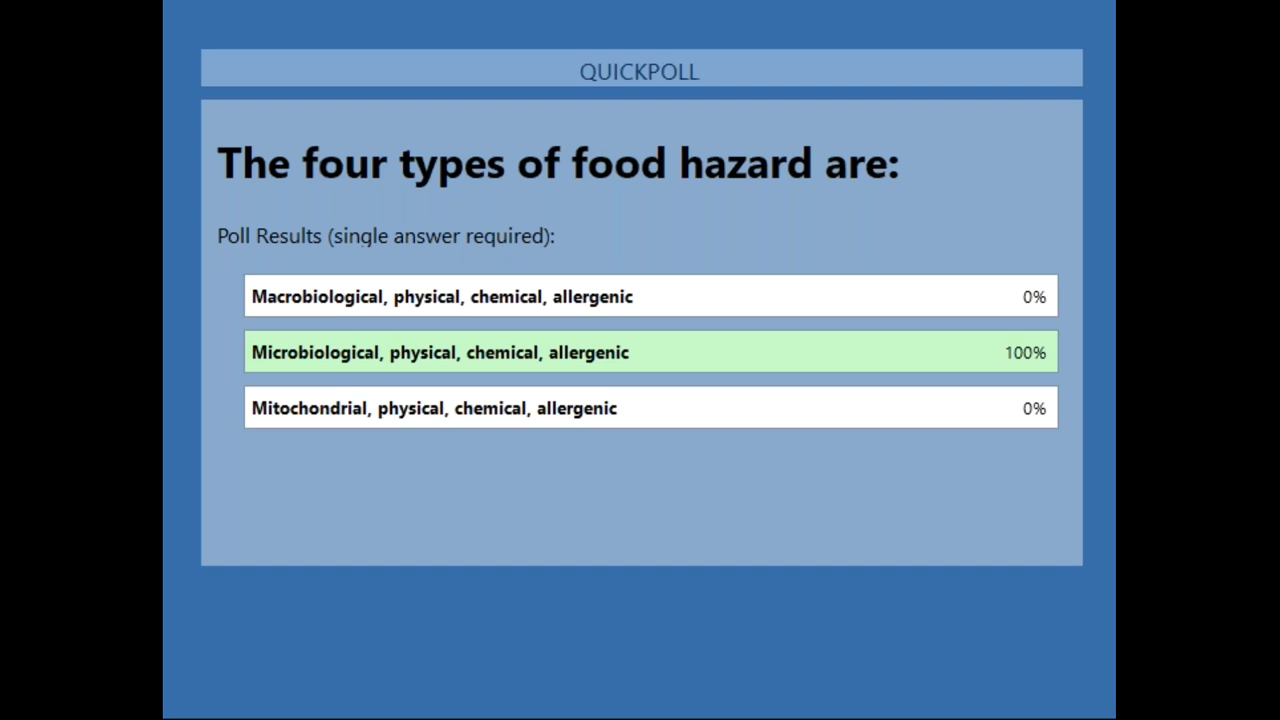 QUICKPOLL
The four types of food hazard are:
Poll Results (single answer required):
Macrobiological, physical, chemical, allergenic 0%
Microbiological, physical, chemical, allergenic 100%
Mitochondrial, physical, chemical, allergenic 0%